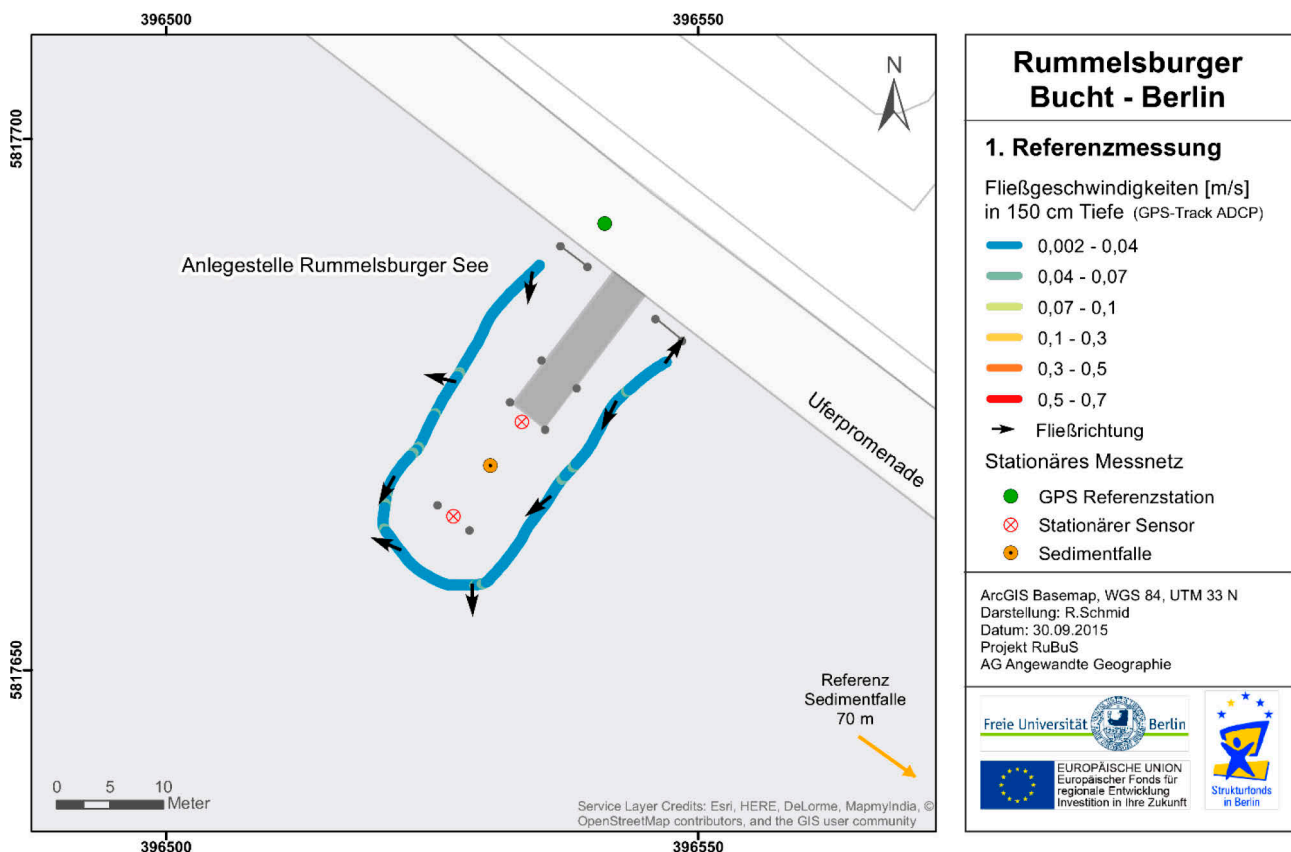 396500
396550
5817700
5817650
N
Anlegestelle Rummelsburger See
Uferpromenade
Referenz
Sedimentfalle
70 m
0 5 10
Meter
Service Layer Credits: Esri, HERE, DeLorme, MapmyIndia, ©
OpenStreetMap contributors, and the GIS user community
396500
396550
Rummelsburger
Bucht - Berlin
1. Referenzmessung
Fließgeschwindigkeiten [m/s]
in 150 cm Tiefe (GPS-Track ADCP)
0,002 - 0,04
0,04 - 0,07
0,07 - 0,1
0,1 - 0,3
0,3 - 0,5
0,5 - 0,7
Fließrichtung
Stationäres Messnetz
GPS Referenzstation
Stationärer Sensor
Sedimentfalle
ArcGIS Basemap, WGS 84, UTM 33 N
Darstellung: R.Schmid
Datum: 30.09.2015
Projekt RuBuS
AG Angewandte Geographie
Freie Universität Berlin
EUROPÄISCHE UNION
Europäischer Fonds für
regionale Entwicklung
Investition in Ihre Zukunft
Strukturfonds
in Berlin